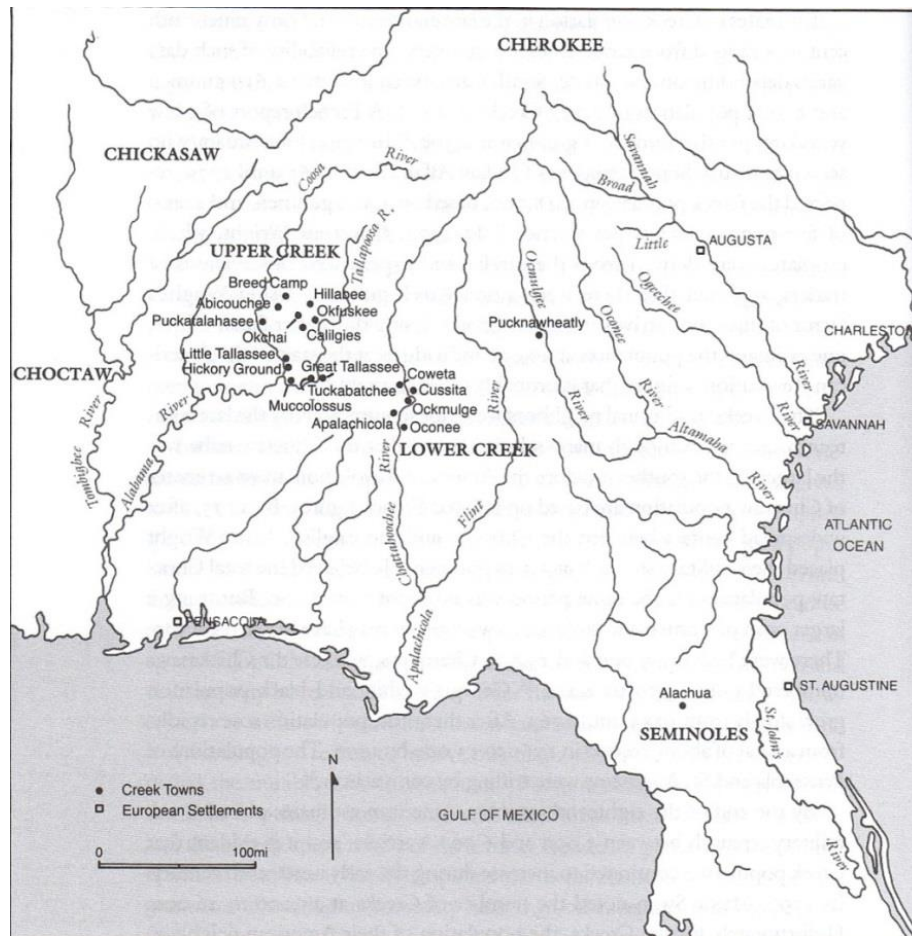 CHEROKEE
CHICKASAW
Coosa
River
Savannah
Broad
Little
UPPER CREEK
Tallapoosa R.
AUGUSTA
Breed Camp
Hillabee
Abicouchee
Okfuskee
Puckatalahasee
Okchai
Caliligies
Ocmulgee
Oconee
Ogeechee
Pucknawheatly
CHARLESTON
Little Tallassee
Hickory Ground
Great Tallassee
Coweta
CHOCTAW
Tuckabatchee
Cussita
Mucolossus
Ockmulge
Apalachicola
Oconee
River
River
River
River
River
SAVANNAH
LOWER CREEK
Altamaha
River
Tombigbee
River
Alabama
River
Chattahoochee
Flint
ATLANTIC
OCEAN
PENSACOLA
Apalachicola
Alachua
ST. AUGUSTINE
SEMINOLES
St. John's
River
N
Creek Towns
European Settlements
GULF OF MEXICO
0
100mi